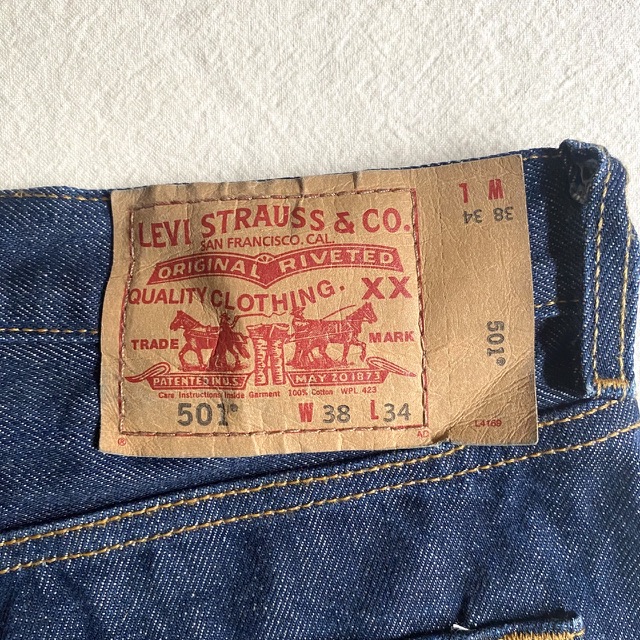 LEVI STRAUSS & CO.
SAN FRANCISCO, CAL.
ORIGINAL RIVETED
QUALITY CLOTHING. XX
TRADE MARK
PATENTED IN U.S. MAY 20 1873
Care Instructions Inside Garment 100% Cotton WPL 423
501® W 38 L 34
® L4169
W L
38 34
501®